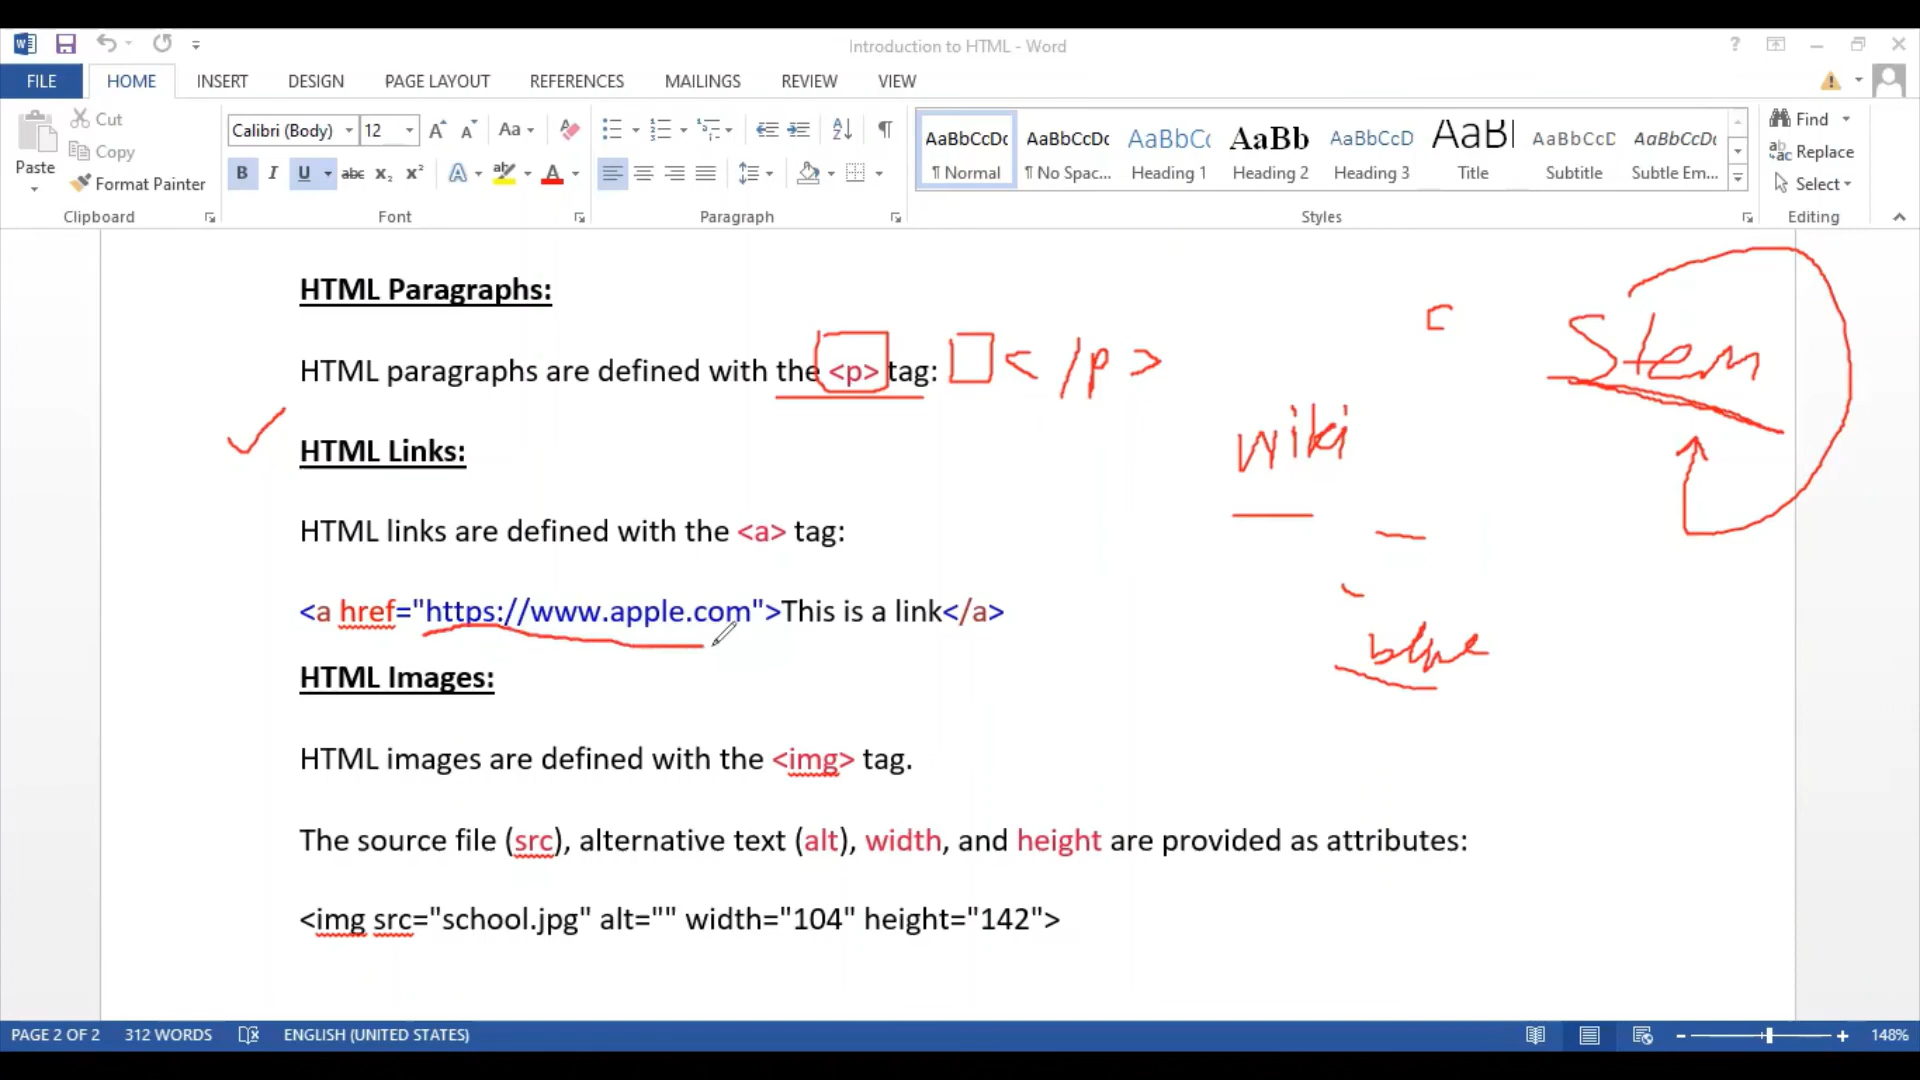 Introduction to HTML - Word
FILE HOME INSERT DESIGN PAGE LAYOUT REFERENCES MAILINGS REVIEW VIEW
Paste
Cut
Copy
Format Painter
Clipboard
Calibri (Body) 12
Font
Paragraph
AaBbCcDc AaBbCcDc AaBbCc AaBb AaBbCcD AaB AaBbCcD AaBbCcDc
¶ Normal ¶ No Spac... Heading 1 Heading 2 Heading 3 Title Subtitle Subtle Em...
Styles
Find
Replace
Select
Editing
HTML Paragraphs:
HTML paragraphs are defined with the <p> tag: </p>
Stem
wiki
HTML Links:
HTML links are defined with the <a> tag:
<a href="https://www.apple.com">This is a link</a>
blue
HTML Images:
HTML images are defined with the <img> tag.
The source file (src), alternative text (alt), width, and height are provided as attributes:
<img src="school.jpg" alt="" width="104" height="142">
PAGE 2 OF 2 312 WORDS ENGLISH (UNITED STATES) 148%